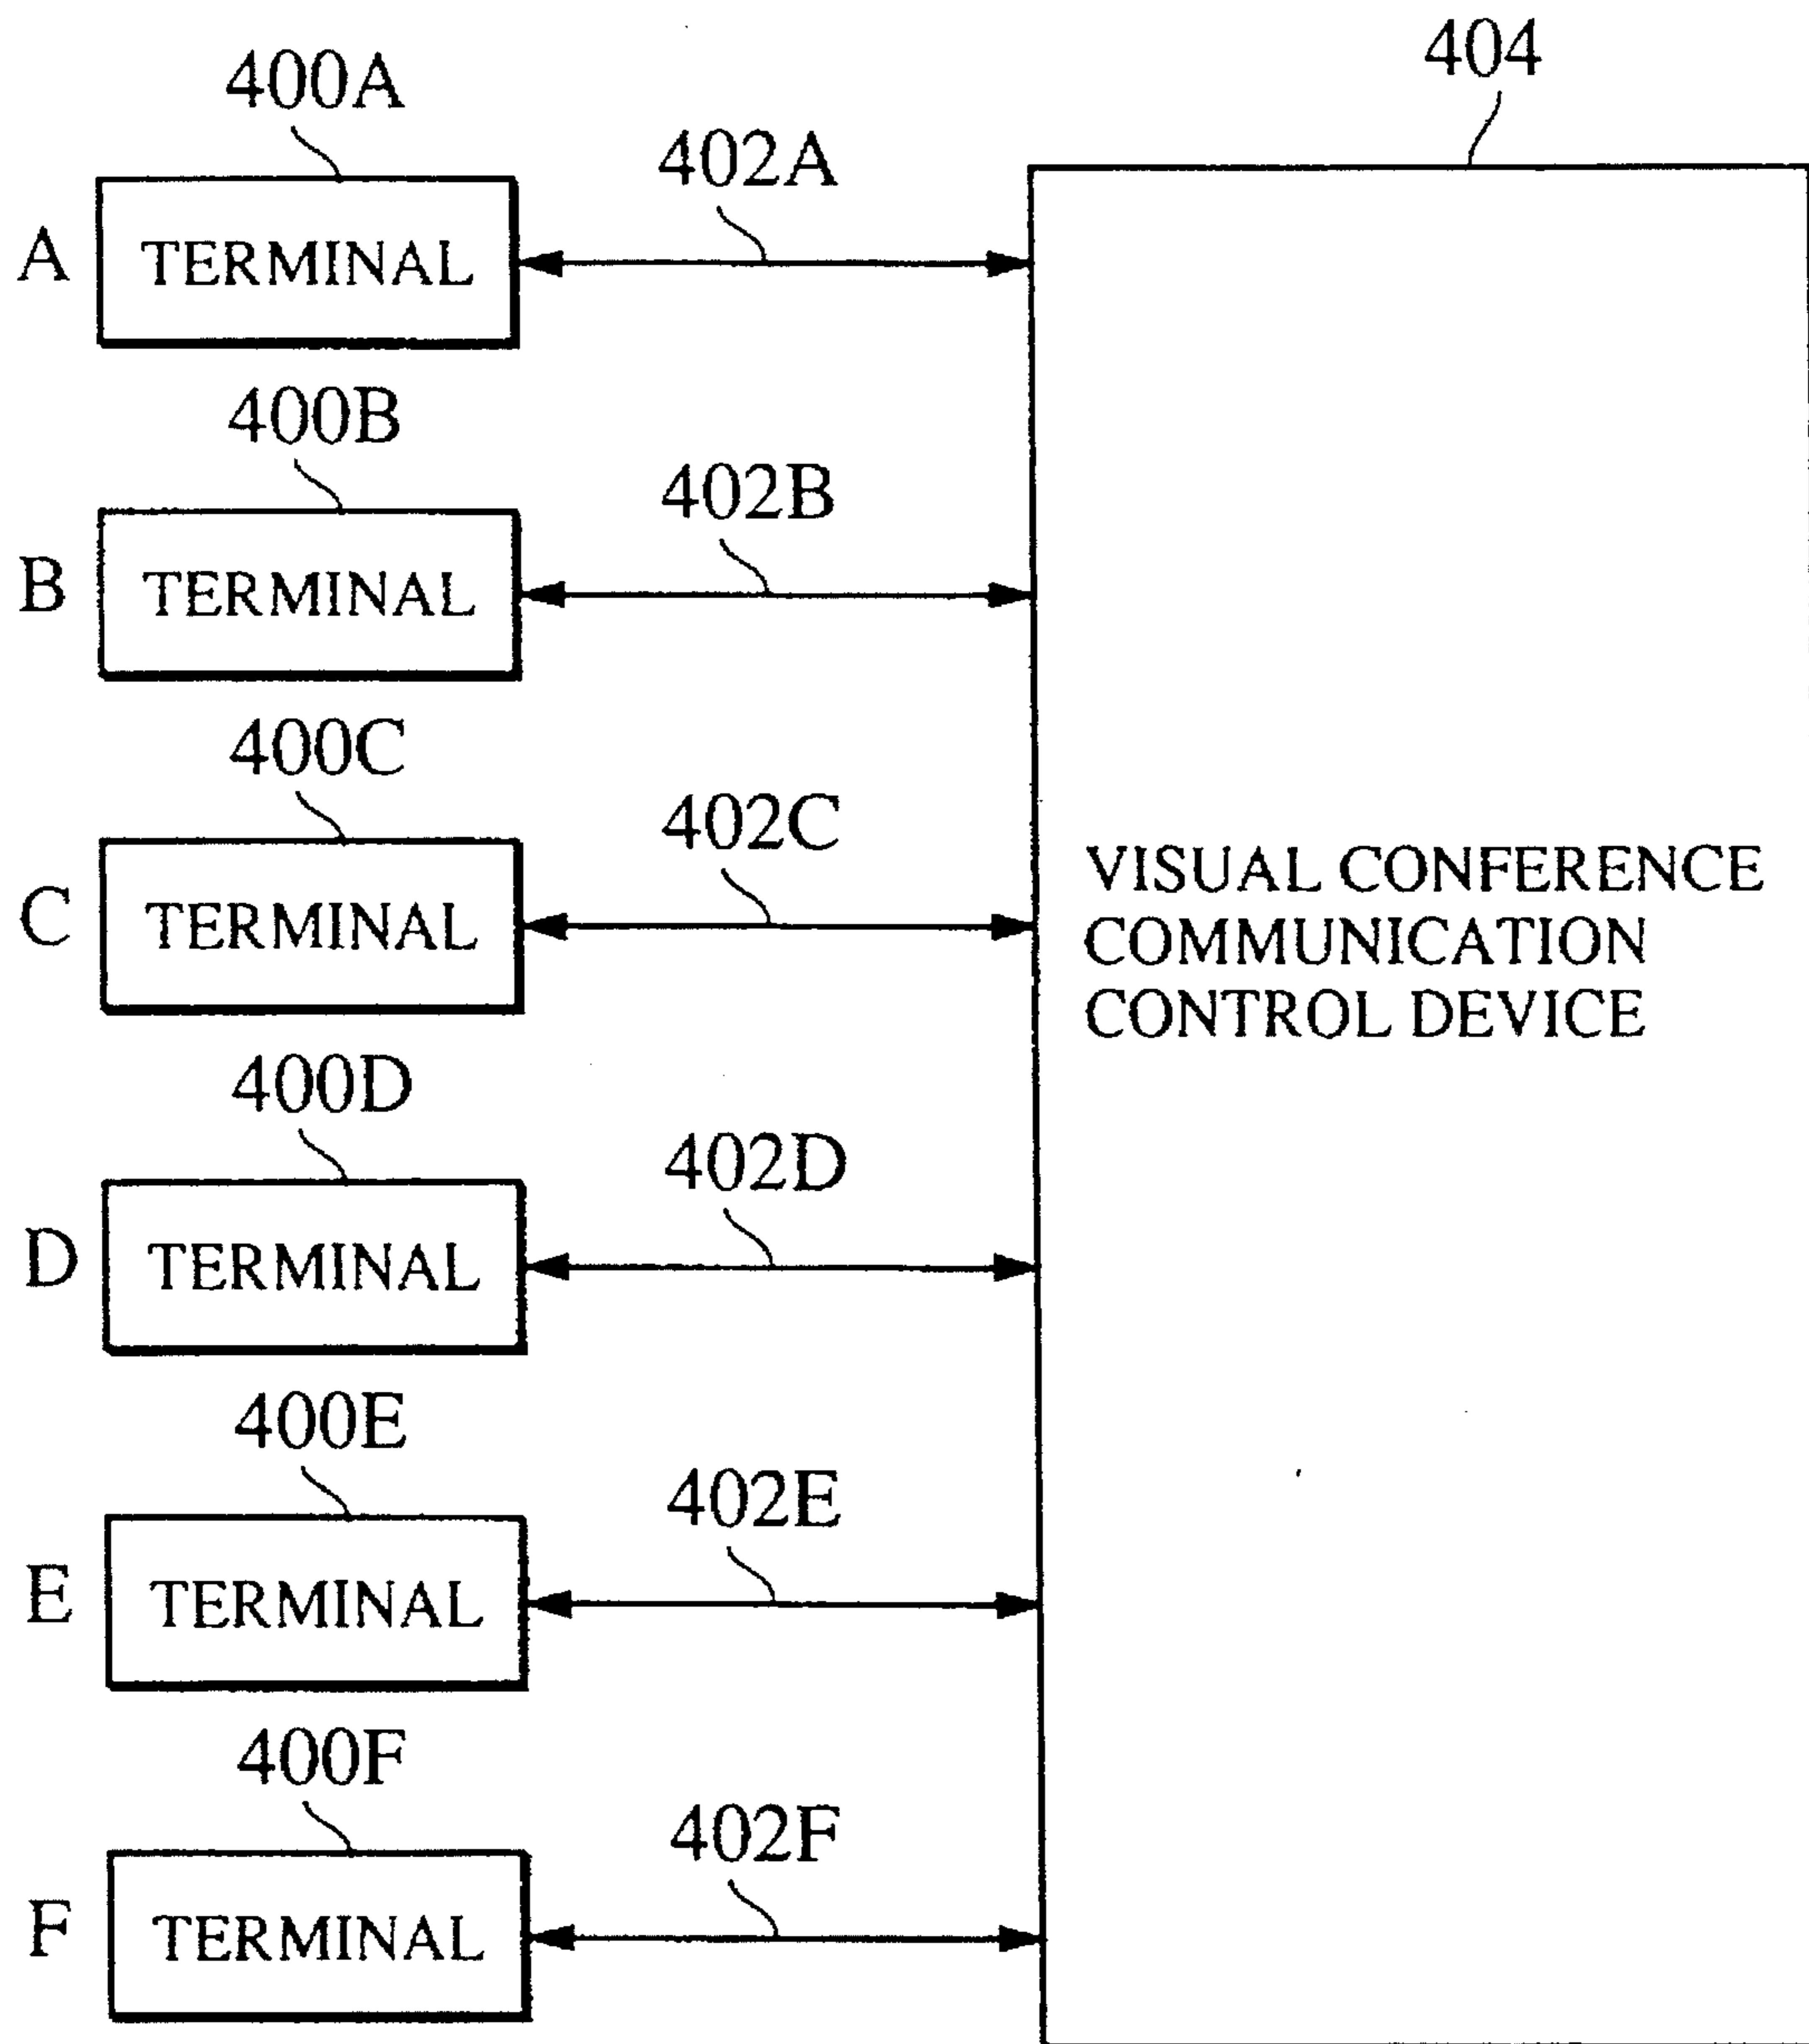 404
400A
402A
A TERMINAL
400B
402B
B TERMINAL
400C
402C
C TERMINAL
VISUAL CONFERENCE
COMMUNICATION
CONTROL DEVICE
400D
402D
D TERMINAL
400E
402E
E TERMINAL
400F
402F
F TERMINAL